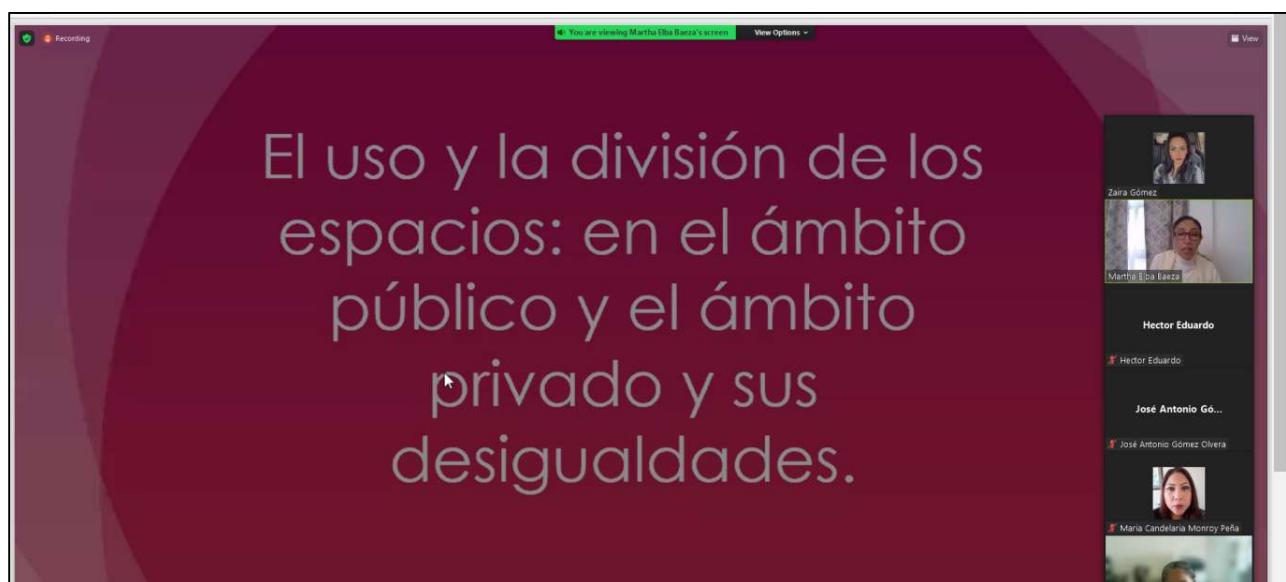 Recording
You are viewing Martha Elba Baeza's screen
View Options
View
El uso y la división de los
espacios: en el ámbito
público y el ámbito
privado y sus
desigualdades.
Zaira Gómez
Martha Elba Baeza
Hector Eduardo
Hector Eduardo
José Antonio Gó...
José Antonio Gómez Olvera
Maria Candelaria Monroy Peña